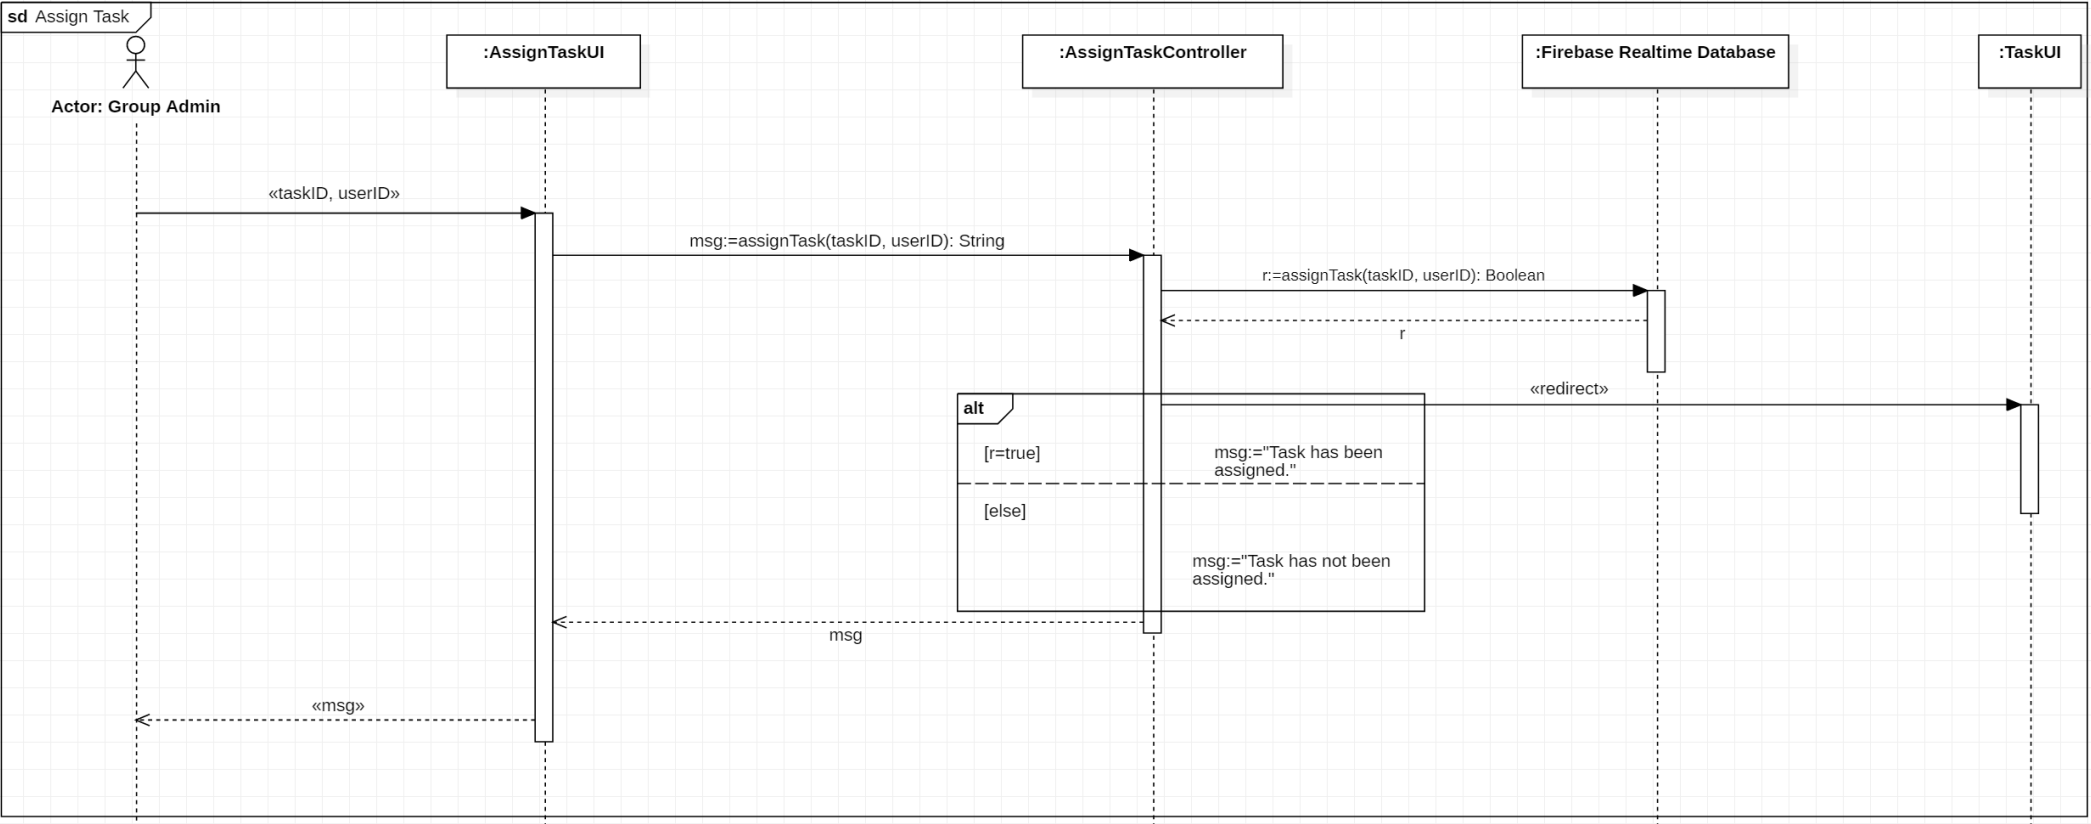 sd Assign Task
:AssignTaskUI
:AssignTaskController
:Firebase Realtime Database
:TaskUI
Actor: Group Admin
«taskID, userID»
msg:=assignTask(taskID, userID): String
r:=assignTask(taskID, userID): Boolean
r
«redirect»
alt
[r=true]
msg:="Task has been
assigned."
[else]
msg:="Task has not been
assigned."
msg
«msg»